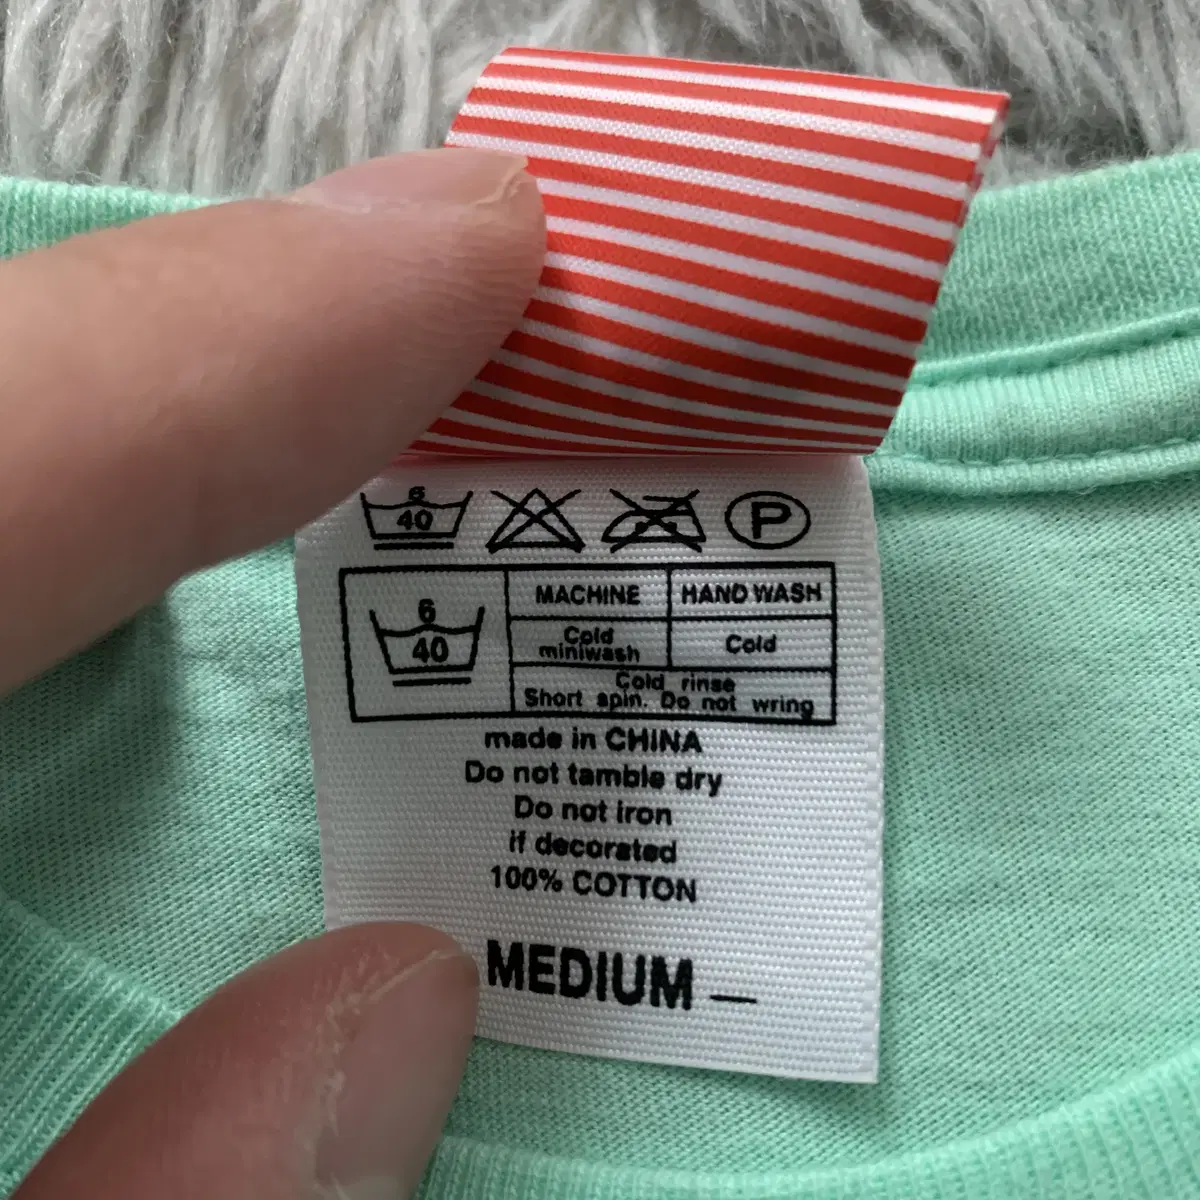 6
40
P
6
40
MACHINE
HAND WASH
Cold
miniwash
Cold
Cold rinse
Short spin. Do not wring
made in CHINA
Do not tamble dry
Do not iron
if decorated
100% COTTON
MEDIUM —